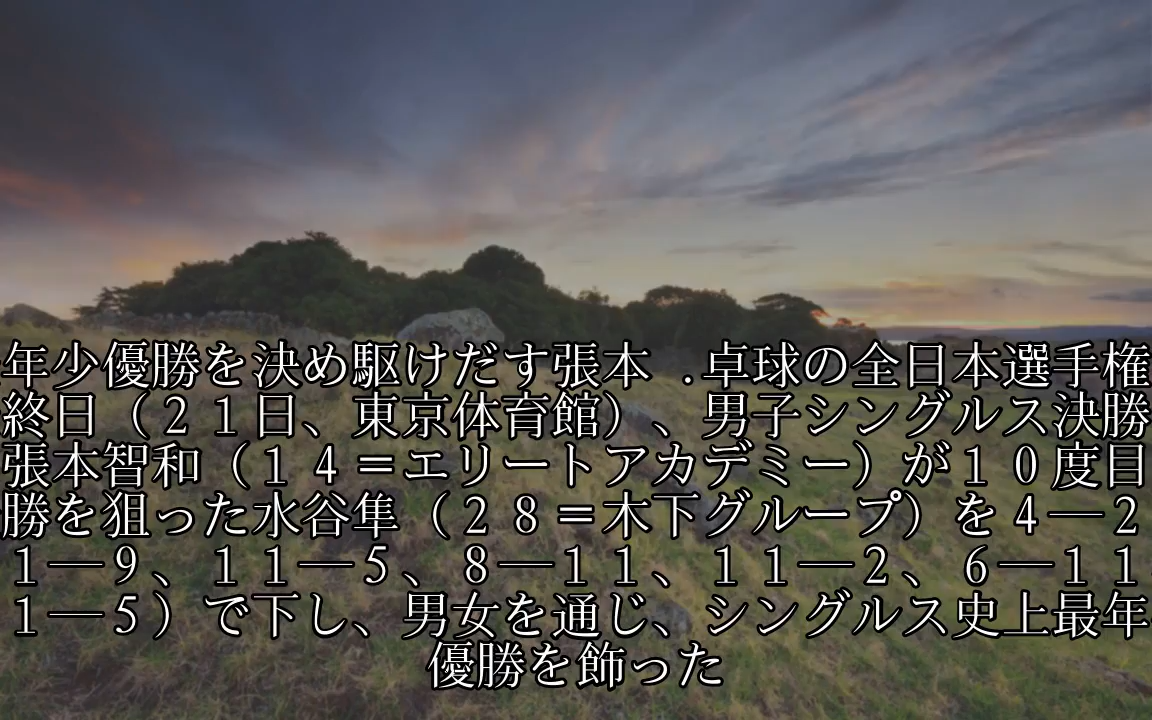 年少優勝を決め駆けだす張本 .卓球の全日本選手権
終日（２１日、東京体育館）、男子シングルス決勝
張本智和（１４＝エリートアカデミー）が１０度目
勝を狙った水谷隼（２８＝木下グループ）を４―２
１―９、１１―５、８―１１、１１―２、６―１１
１―５）で下し、男女を通じ、シングルス史上最年
優勝を飾った